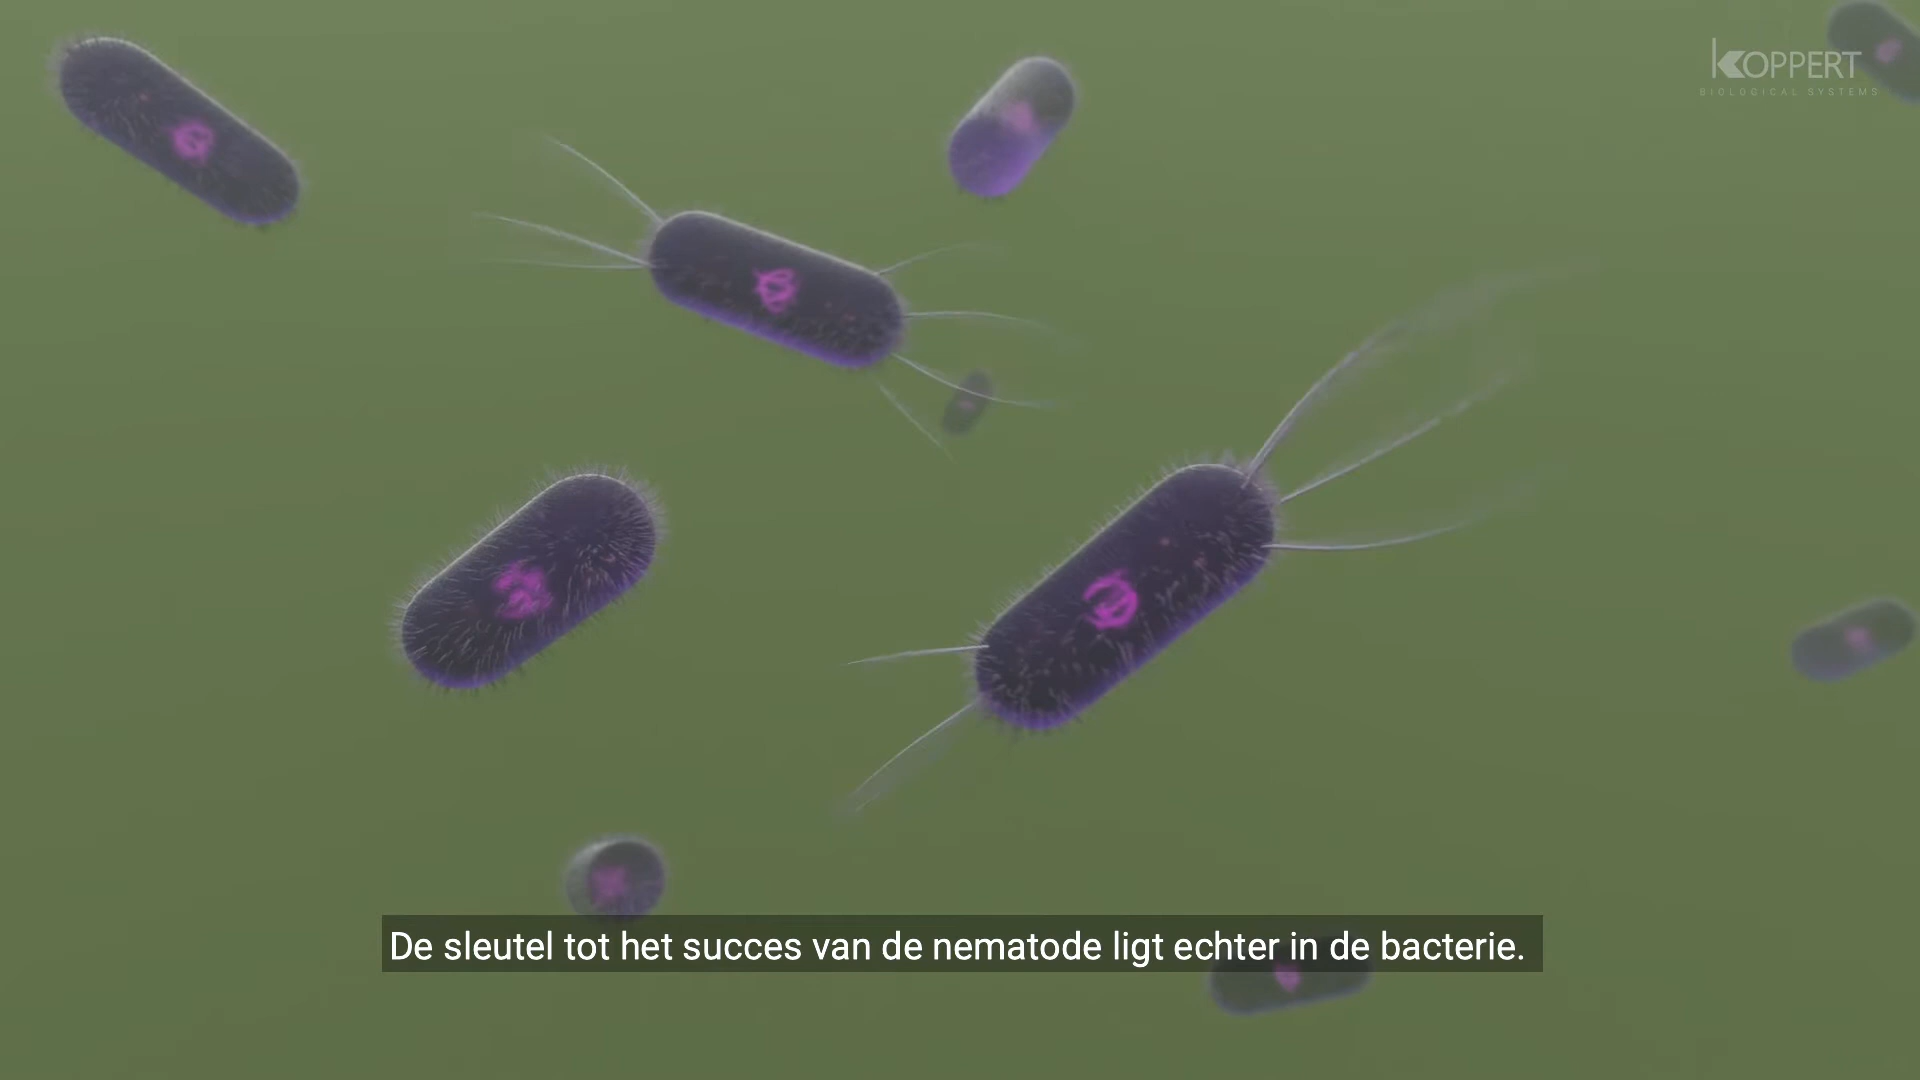 KOPPERT
BIOLOGICAL SYSTEMS
De sleutel tot het succes van de nematode ligt echter in de bacterie.